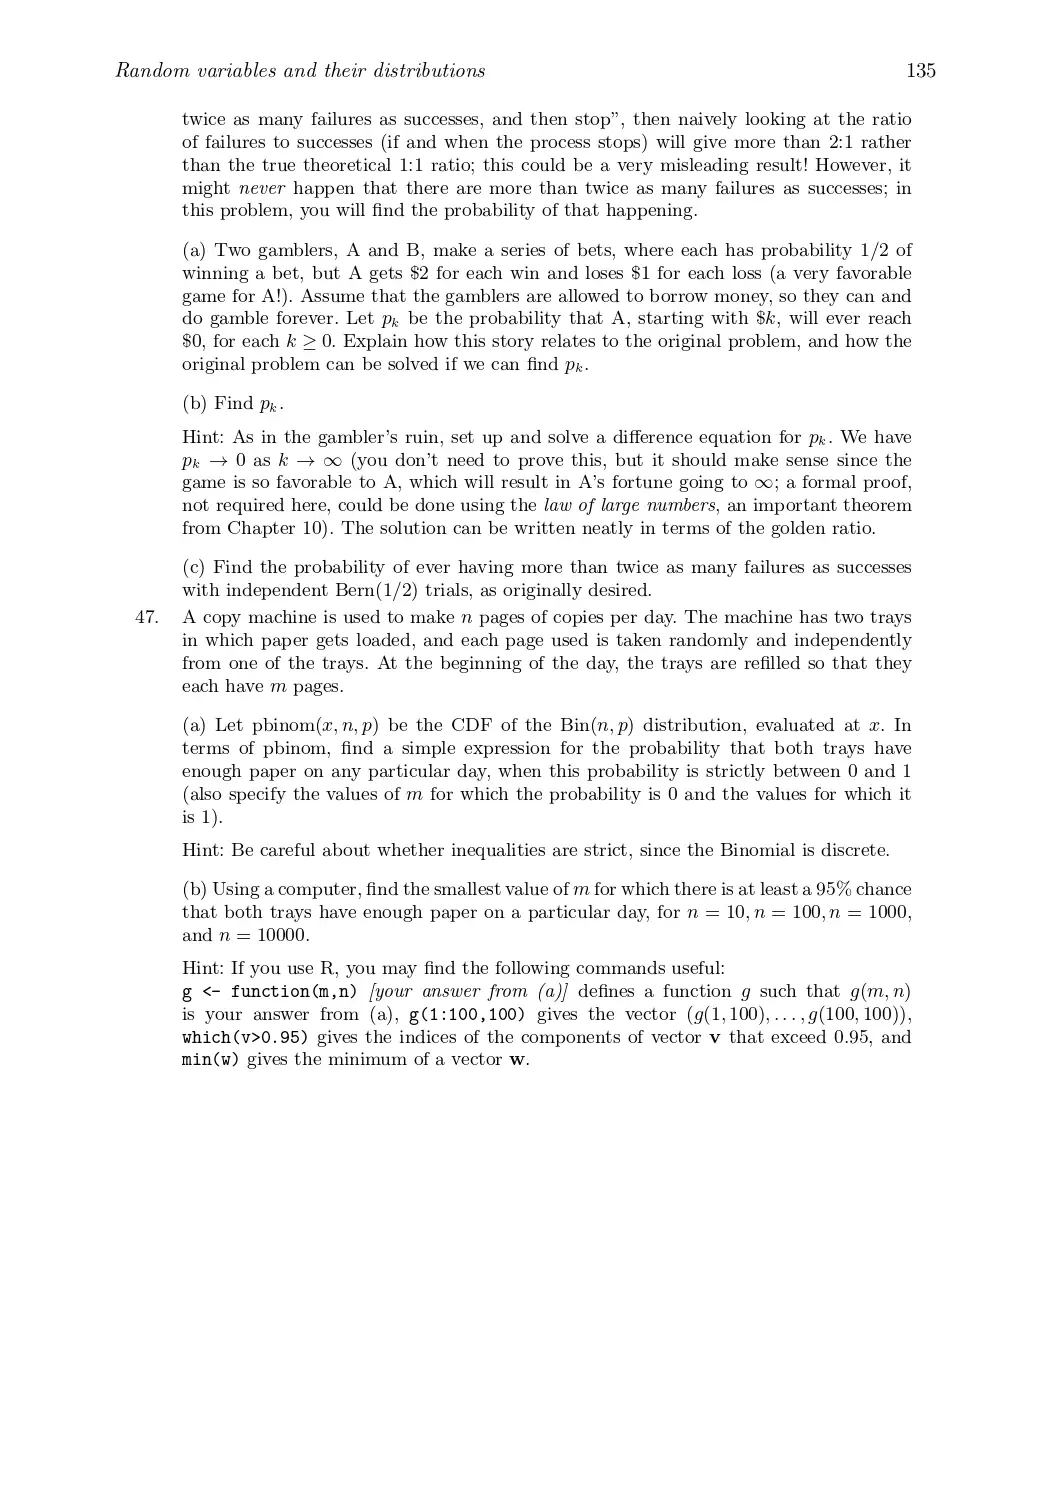 Random variables and their distributions 135
twice as many failures as successes, and then stop”, then naively looking at the ratio
of failures to successes (if and when the process stops) will give more than 2:1 rather
than the true theoretical 1:1 ratio; this could be a very misleading result! However, it
might never happen that there are more than twice as many failures as successes; in
this problem, you will find the probability of that happening.
(a) Two gamblers, A and B, make a series of bets, where each has probability 1/2 of
winning a bet, but A gets $2 for each win and loses $1 for each loss (a very favorable
game for A!). Assume that the gamblers are allowed to borrow money, so they can and
do gamble forever. Let pₖ be the probability that A, starting with $k, will ever reach
$0, for each k ≥ 0. Explain how this story relates to the original problem, and how the
original problem can be solved if we can find pₖ.
(b) Find pₖ.
Hint: As in the gambler’s ruin, set up and solve a difference equation for pₖ. We have
pₖ → 0 as k → ∞ (you don’t need to prove this, but it should make sense since the
game is so favorable to A, which will result in A’s fortune going to ∞; a formal proof,
not required here, could be done using the law of large numbers, an important theorem
from Chapter 10). The solution can be written neatly in terms of the golden ratio.
(c) Find the probability of ever having more than twice as many failures as successes
with independent Bern(1/2) trials, as originally desired.
47. A copy machine is used to make n pages of copies per day. The machine has two trays
in which paper gets loaded, and each page used is taken randomly and independently
from one of the trays. At the beginning of the day, the trays are refilled so that they
each have m pages.
(a) Let pbinom(x, n, p) be the CDF of the Bin(n, p) distribution, evaluated at x. In
terms of pbinom, find a simple expression for the probability that both trays have
enough paper on any particular day, when this probability is strictly between 0 and 1
(also specify the values of m for which the probability is 0 and the values for which it
is 1).
Hint: Be careful about whether inequalities are strict, since the Binomial is discrete.
(b) Using a computer, find the smallest value of m for which there is at least a 95% chance
that both trays have enough paper on a particular day, for n = 10, n = 100, n = 1000,
and n = 10000.
Hint: If you use R, you may find the following commands useful:
g <- function(m,n) [your answer from (a)] defines a function g such that g(m, n)
is your answer from (a), g(1:100,100) gives the vector (g(1, 100), . . . , g(100, 100)),
which(v>0.95) gives the indices of the components of vector v that exceed 0.95, and
min(w) gives the minimum of a vector w.